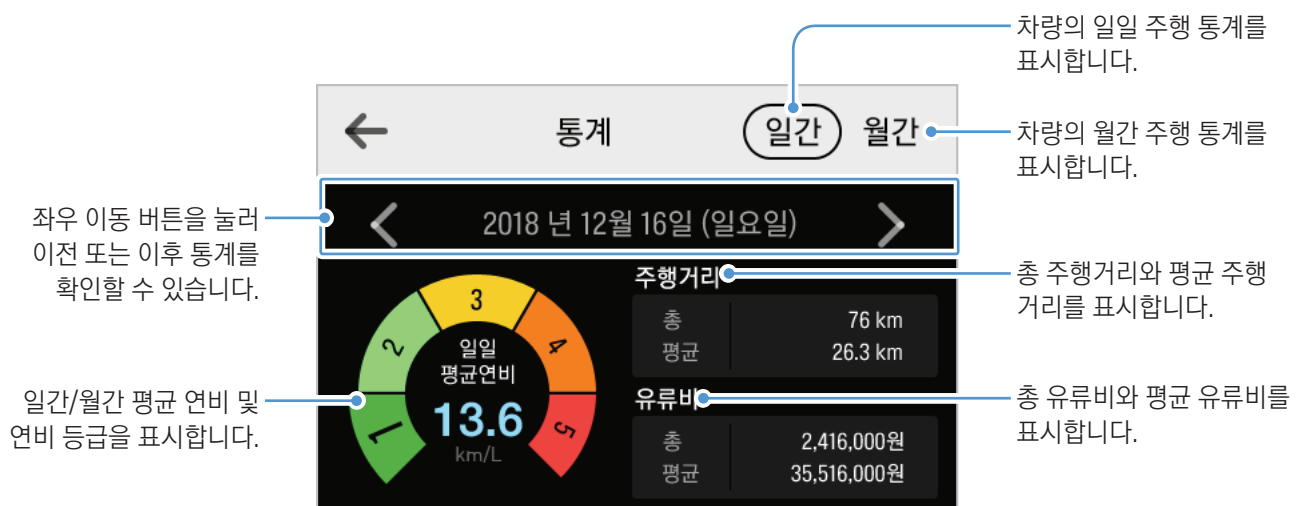 차량의 일일 주행 통계를
표시합니다.
통계
일간
월간
차량의 월간 주행 통계를
표시합니다.
좌우 이동 버튼을 눌러
이전 또는 이후 통계를
확인할 수 있습니다.
2018 년 12월 16일 (일요일)
일간/월간 평균 연비 및
연비 등급을 표시합니다.
1
2
3
4
5
일일
평균연비
13.6
km/L
주행거리
총 76 km
평균 26.3 km
총 주행거리와 평균 주행
거리를 표시합니다.
유류비
총 2,416,000원
평균 35,516,000원
총 유류비와 평균 유류비를
표시합니다.